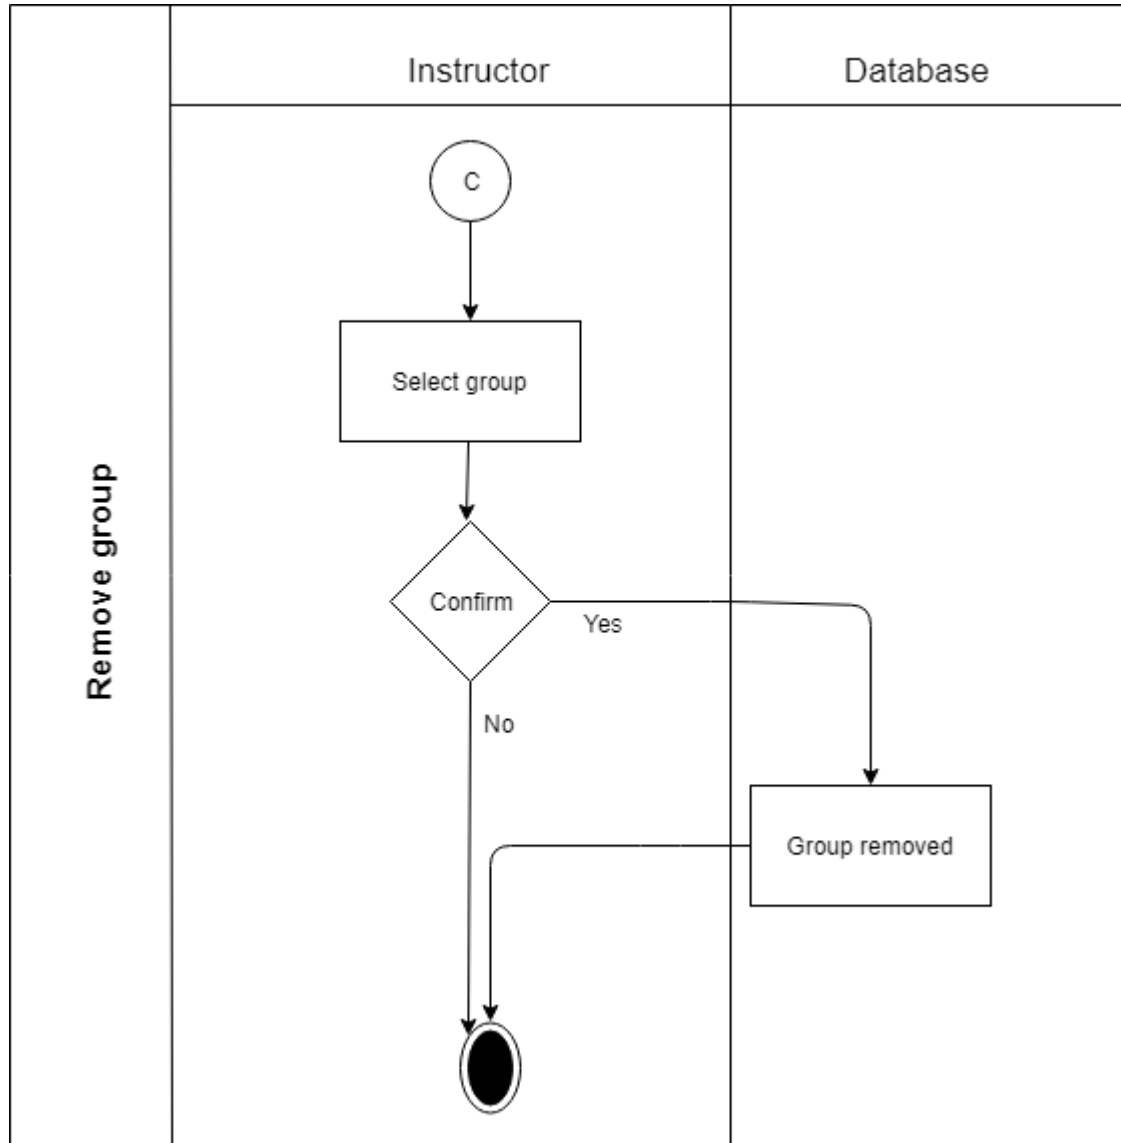 Instructor
Database
C
Select group
Remove group
Confirm
Yes
No
Group removed